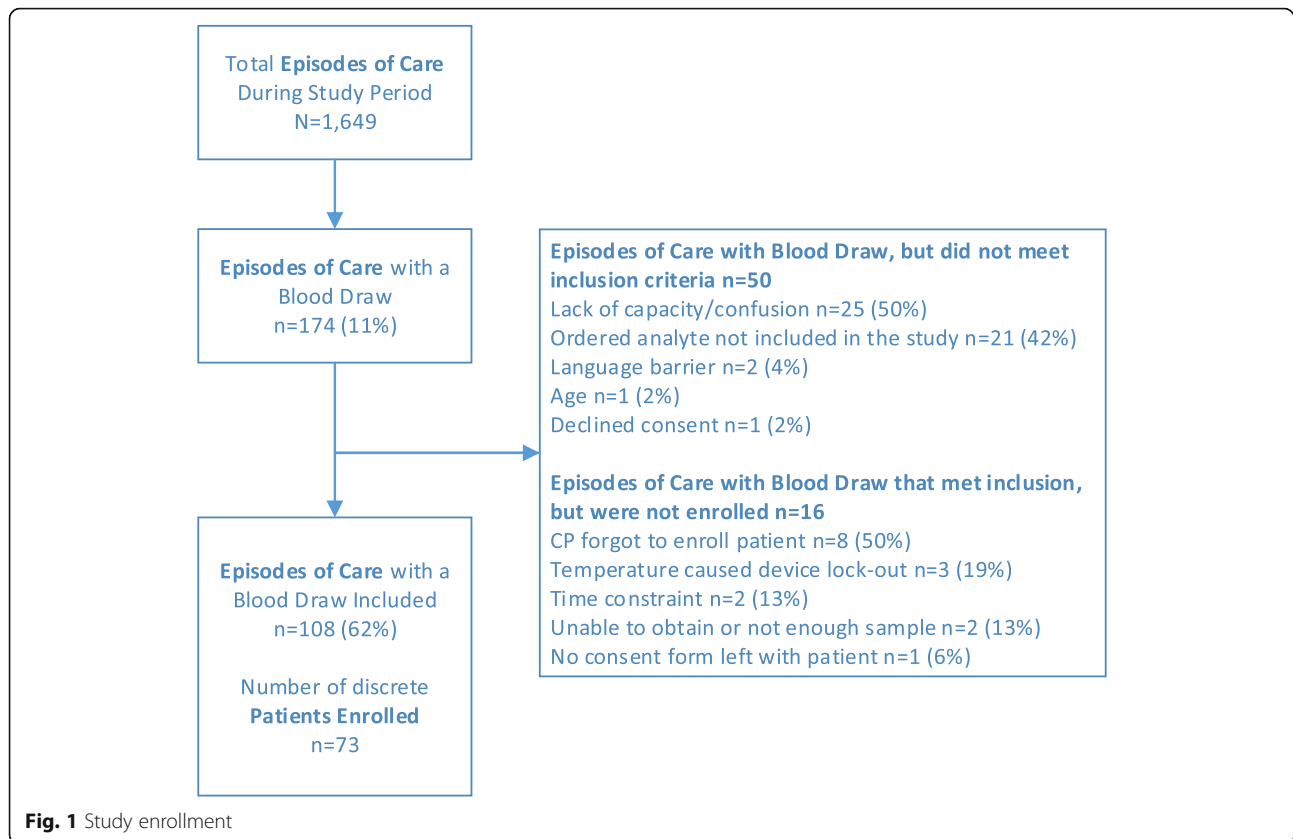 Total Episodes of Care
During Study Period
N=1,649
Episodes of Care with a
Blood Draw
n=174 (11%)
Episodes of Care with Blood Draw, but did not meet
inclusion criteria n=50
Lack of capacity/confusion n=25 (50%)
Ordered analyte not included in the study n=21 (42%)
Language barrier n=2 (4%)
Age n=1 (2%)
Declined consent n=1 (2%)
Episodes of Care with Blood Draw that met inclusion,
but were not enrolled n=16
CP forgot to enroll patient n=8 (50%)
Temperature caused device lock-out n=3 (19%)
Time constraint n=2 (13%)
Unable to obtain or not enough sample n=2 (13%)
No consent form left with patient n=1 (6%)
Episodes of Care with a
Blood Draw Included
n=108 (62%)
Number of discrete
Patients Enrolled
n=73
Fig. 1 Study enrollment